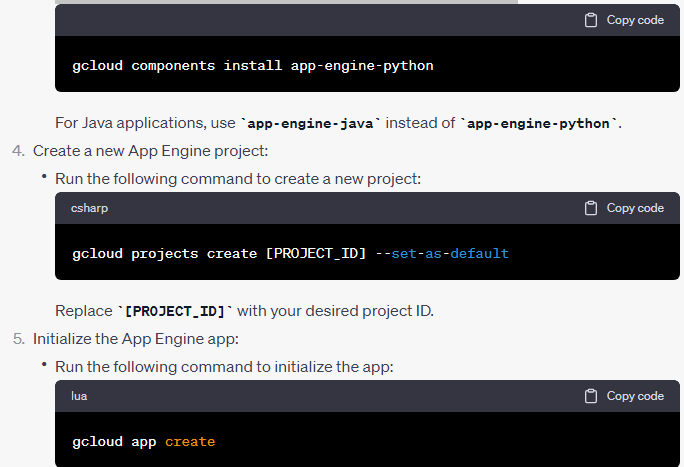 Copy code
gcloud components install app-engine-python
For Java applications, use `app-engine-java` instead of `app-engine-python`.
4. Create a new App Engine project:
• Run the following command to create a new project:
csharp Copy code
gcloud projects create [PROJECT_ID] --set-as-default
Replace `[PROJECT_ID]` with your desired project ID.
5. Initialize the App Engine app:
• Run the following command to initialize the app:
lua Copy code
gcloud app create